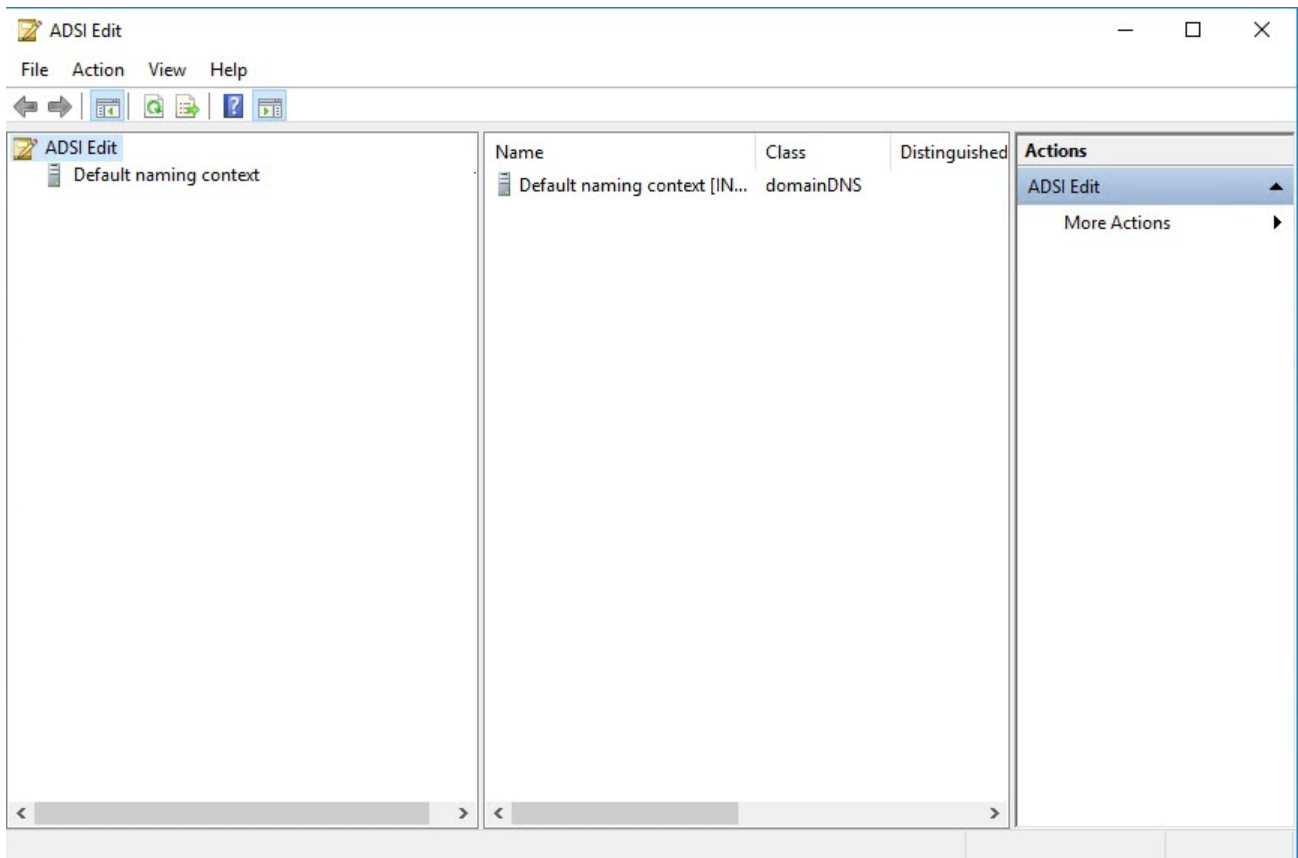 ADSI Edit
File Action View Help
ADSI Edit
Default naming context
Name Class Distinguished
Default naming context [IN... domainDNS
Actions
ADSI Edit
More Actions